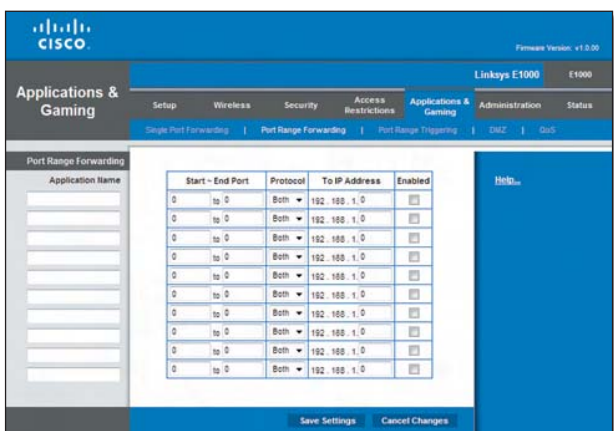 CISCO
Firmware Version: v1.0.00
Linksys E1000 E1000
Applications & Gaming
Setup Wireless Security Access Restrictions Applications & Gaming Administration Status
Single Port Forwarding | Port Range Forwarding | Port Range Triggering | DMZ | QoS
Port Range Forwarding
Application Name
Start ~ End Port Protocol To IP Address Enabled
Help...
0 to 0 Both 192 . 168 . 1. 0
0 to 0 Both 192 . 168 . 1. 0
0 to 0 Both 192 . 168 . 1. 0
0 to 0 Both 192 . 168 . 1. 0
0 to 0 Both 192 . 168 . 1. 0
0 to 0 Both 192 . 168 . 1. 0
0 to 0 Both 192 . 168 . 1. 0
0 to 0 Both 192 . 168 . 1. 0
0 to 0 Both 192 . 168 . 1. 0
0 to 0 Both 192 . 168 . 1. 0
Save Settings Cancel Changes